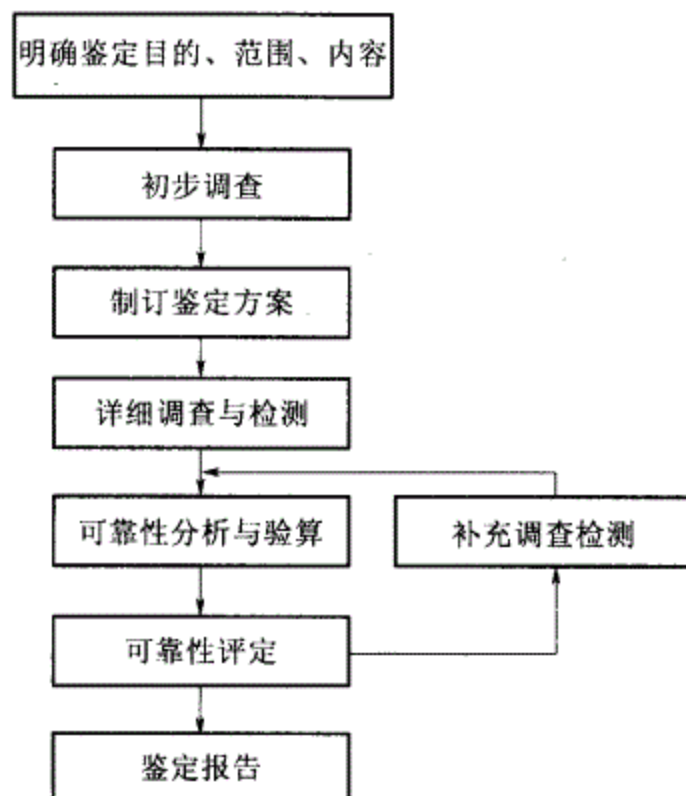 明确鉴定目的、范围、内容
初步调查
制订鉴定方案
详细调查与检测
可靠性分析与验算
补充调查检测
可靠性评定
鉴定报告